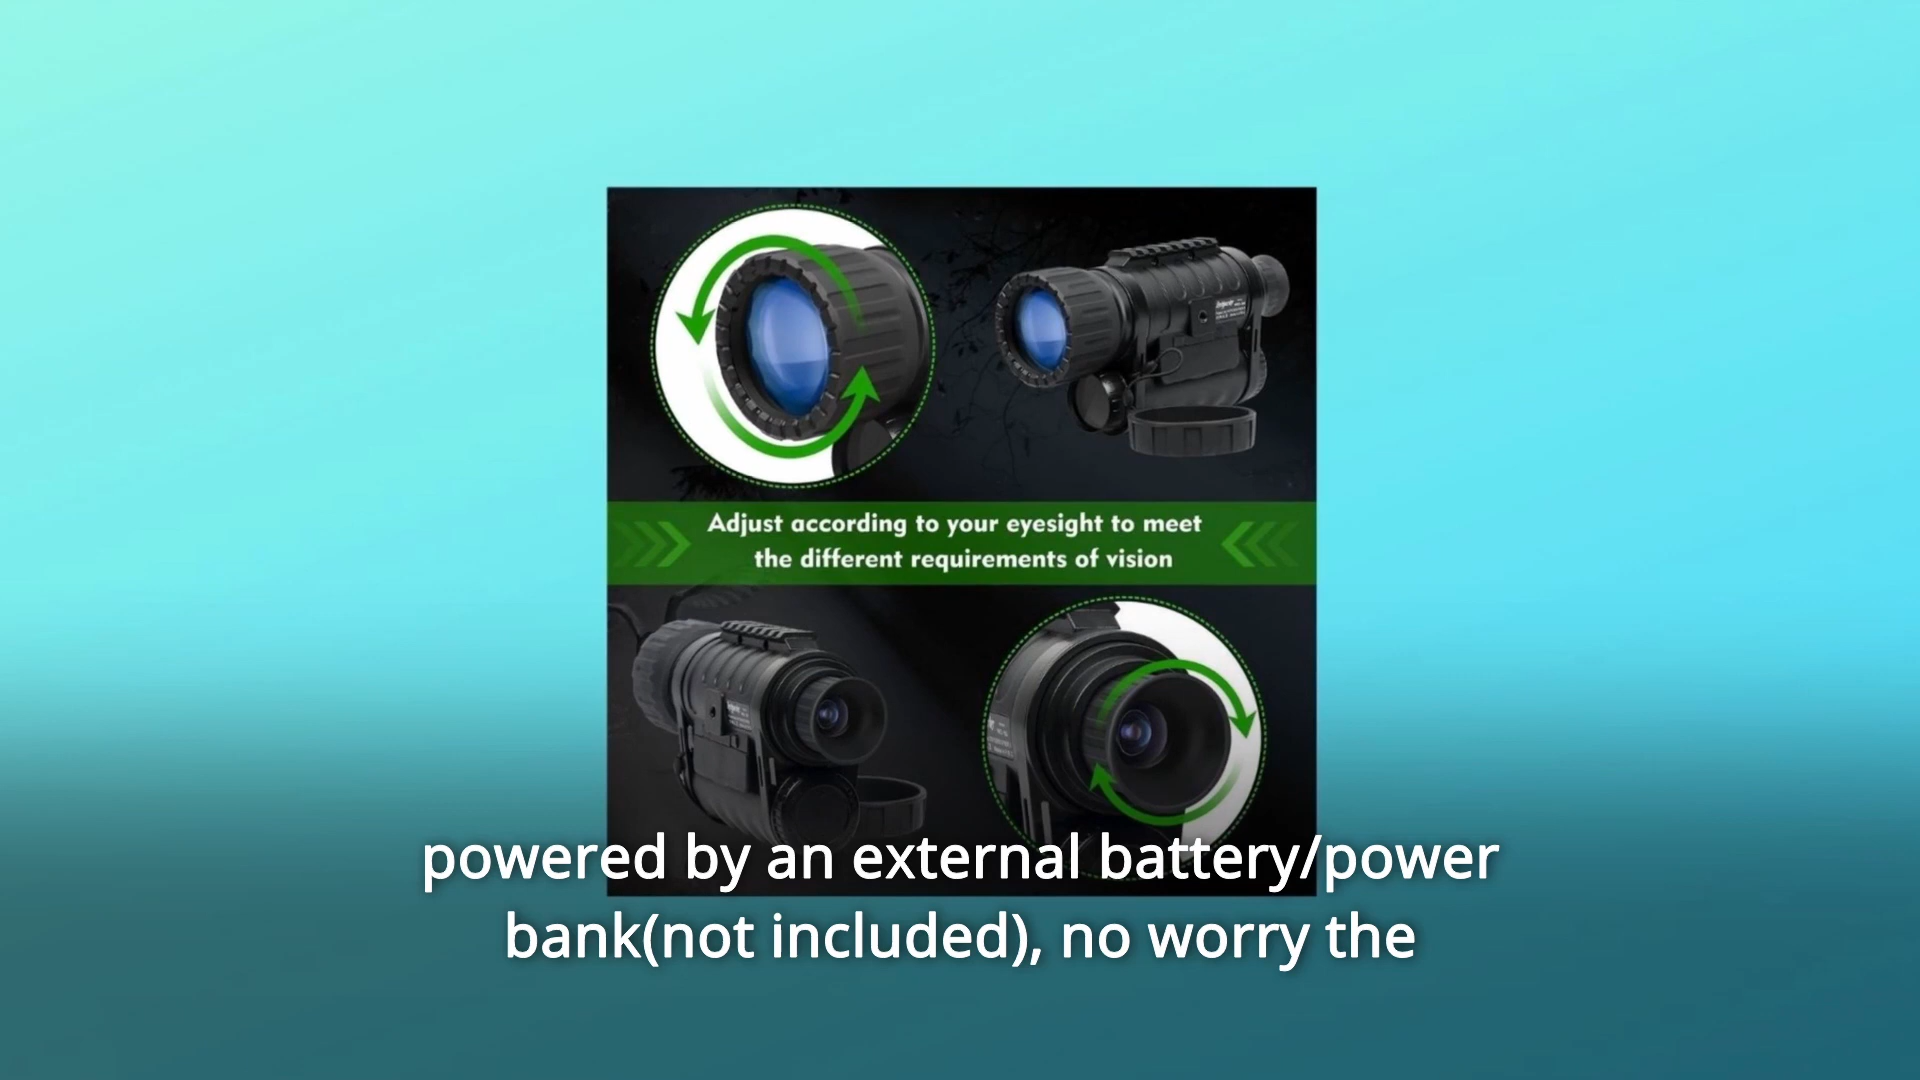 Adjust according to your eyesight to meet
the different requirements of vision
powered by an external battery/power
bank(not included), no worry the